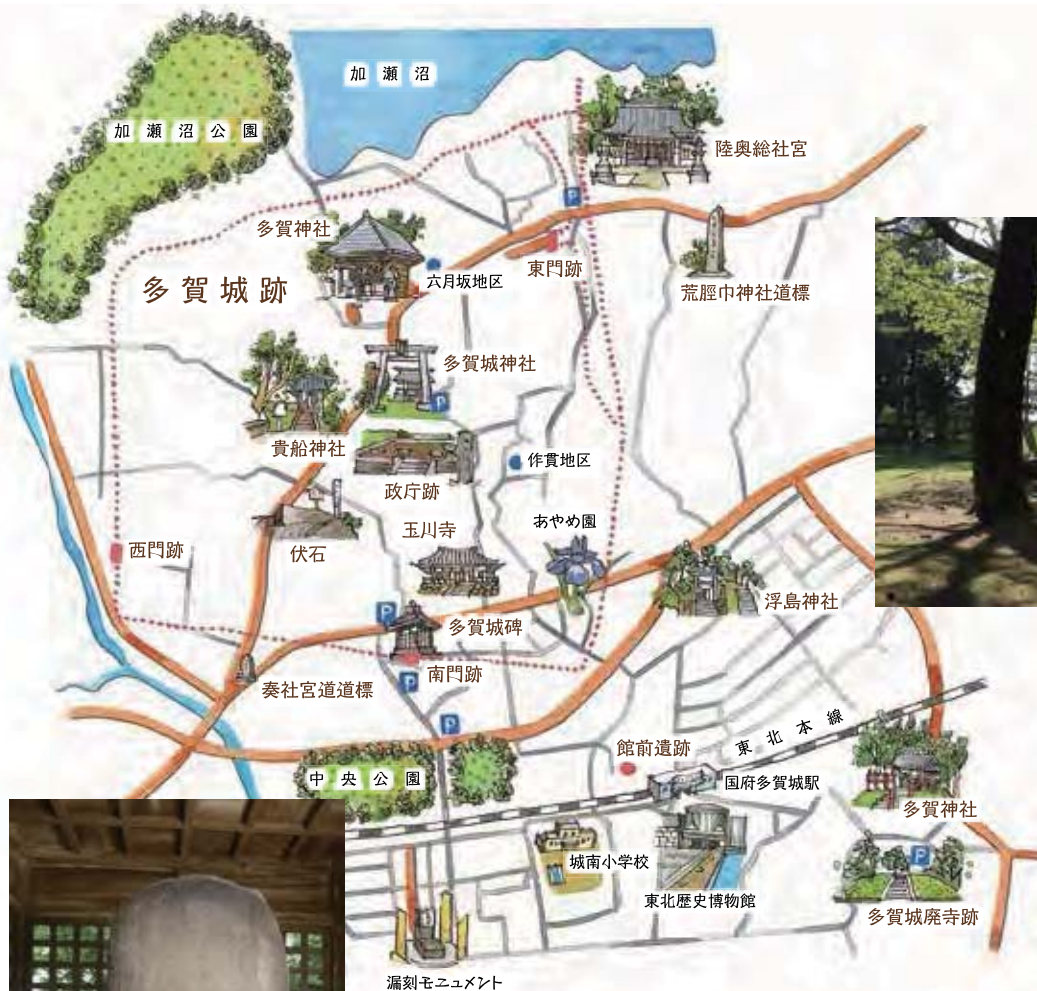 加瀬沼
加瀬沼公園
陸奥総社宮
P
多賀神社
六月坂地区
東門跡
荒脛巾神社道標
多賀城跡
多賀城神社
P
貴船神社
作貫地区
政庁跡
あやめ園
玉川寺
伏石
西門跡
浮島神社
P
多賀城碑
南門跡
奏社宮道道標
P
P
東北本線
館前遺跡
中央公園
国府多賀城駅
多賀神社
城南小学校
P
東北歴史博物館
多賀城廃寺跡
漏刻モニュメント